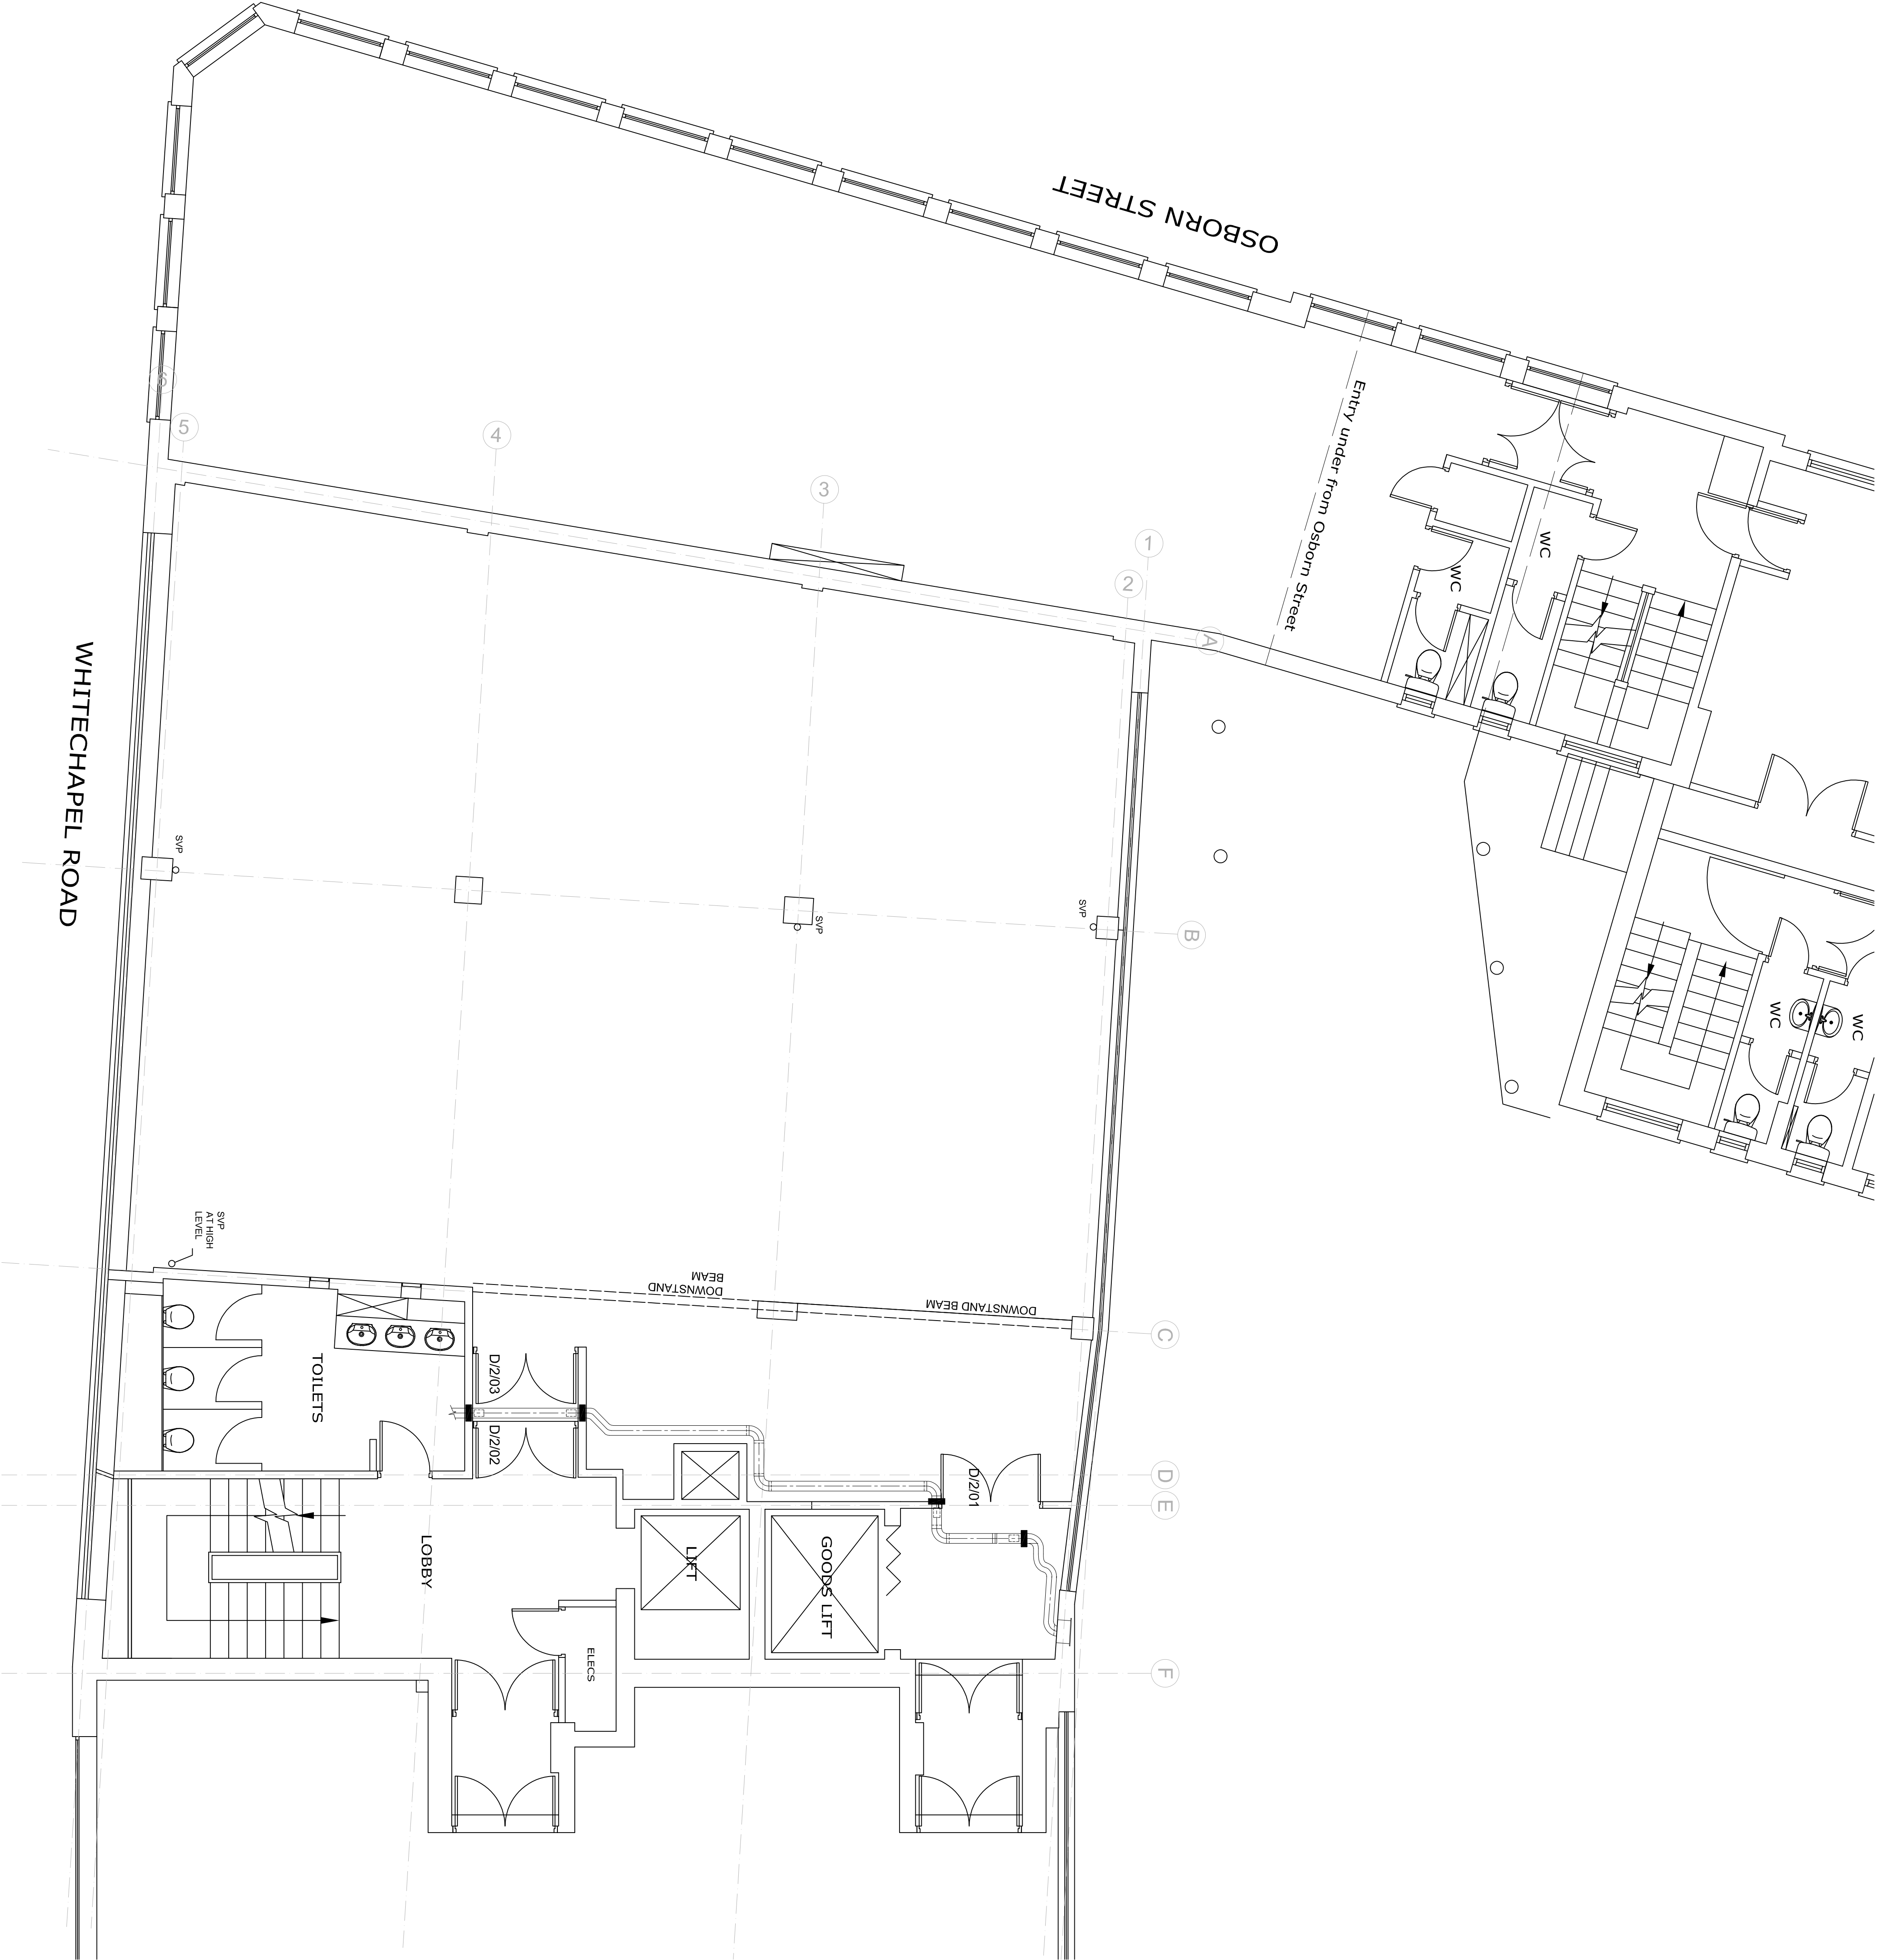 OSBORN STREET
Entry under from Osborn Street
WC
WC
6
5
4
3
1
2
A
WHITECHAPEL ROAD
SVP
SVP
SVP
B
WC
WC
SVP
AT HIGH
LEVEL
DOWNSTAND
BEAM
DOWNSTAND BEAM
C
TOILETS
D/2/03
D/2/02
D/2/01
D
E
LOBBY
LIFT
GOODS LIFT
ELECS
F